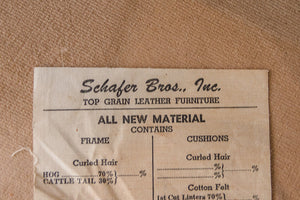 Schafer Bros., Inc.
TOP GRAIN LEATHER FURNITURE
ALL NEW MATERIAL
CONTAINS
FRAME
CUSHIONS
Curled Hair
Curled Hair
HOG 70% } %
CATTLE TAIL 30% }
% %
%
Cotton Felt
1st Cut Linters 70% %